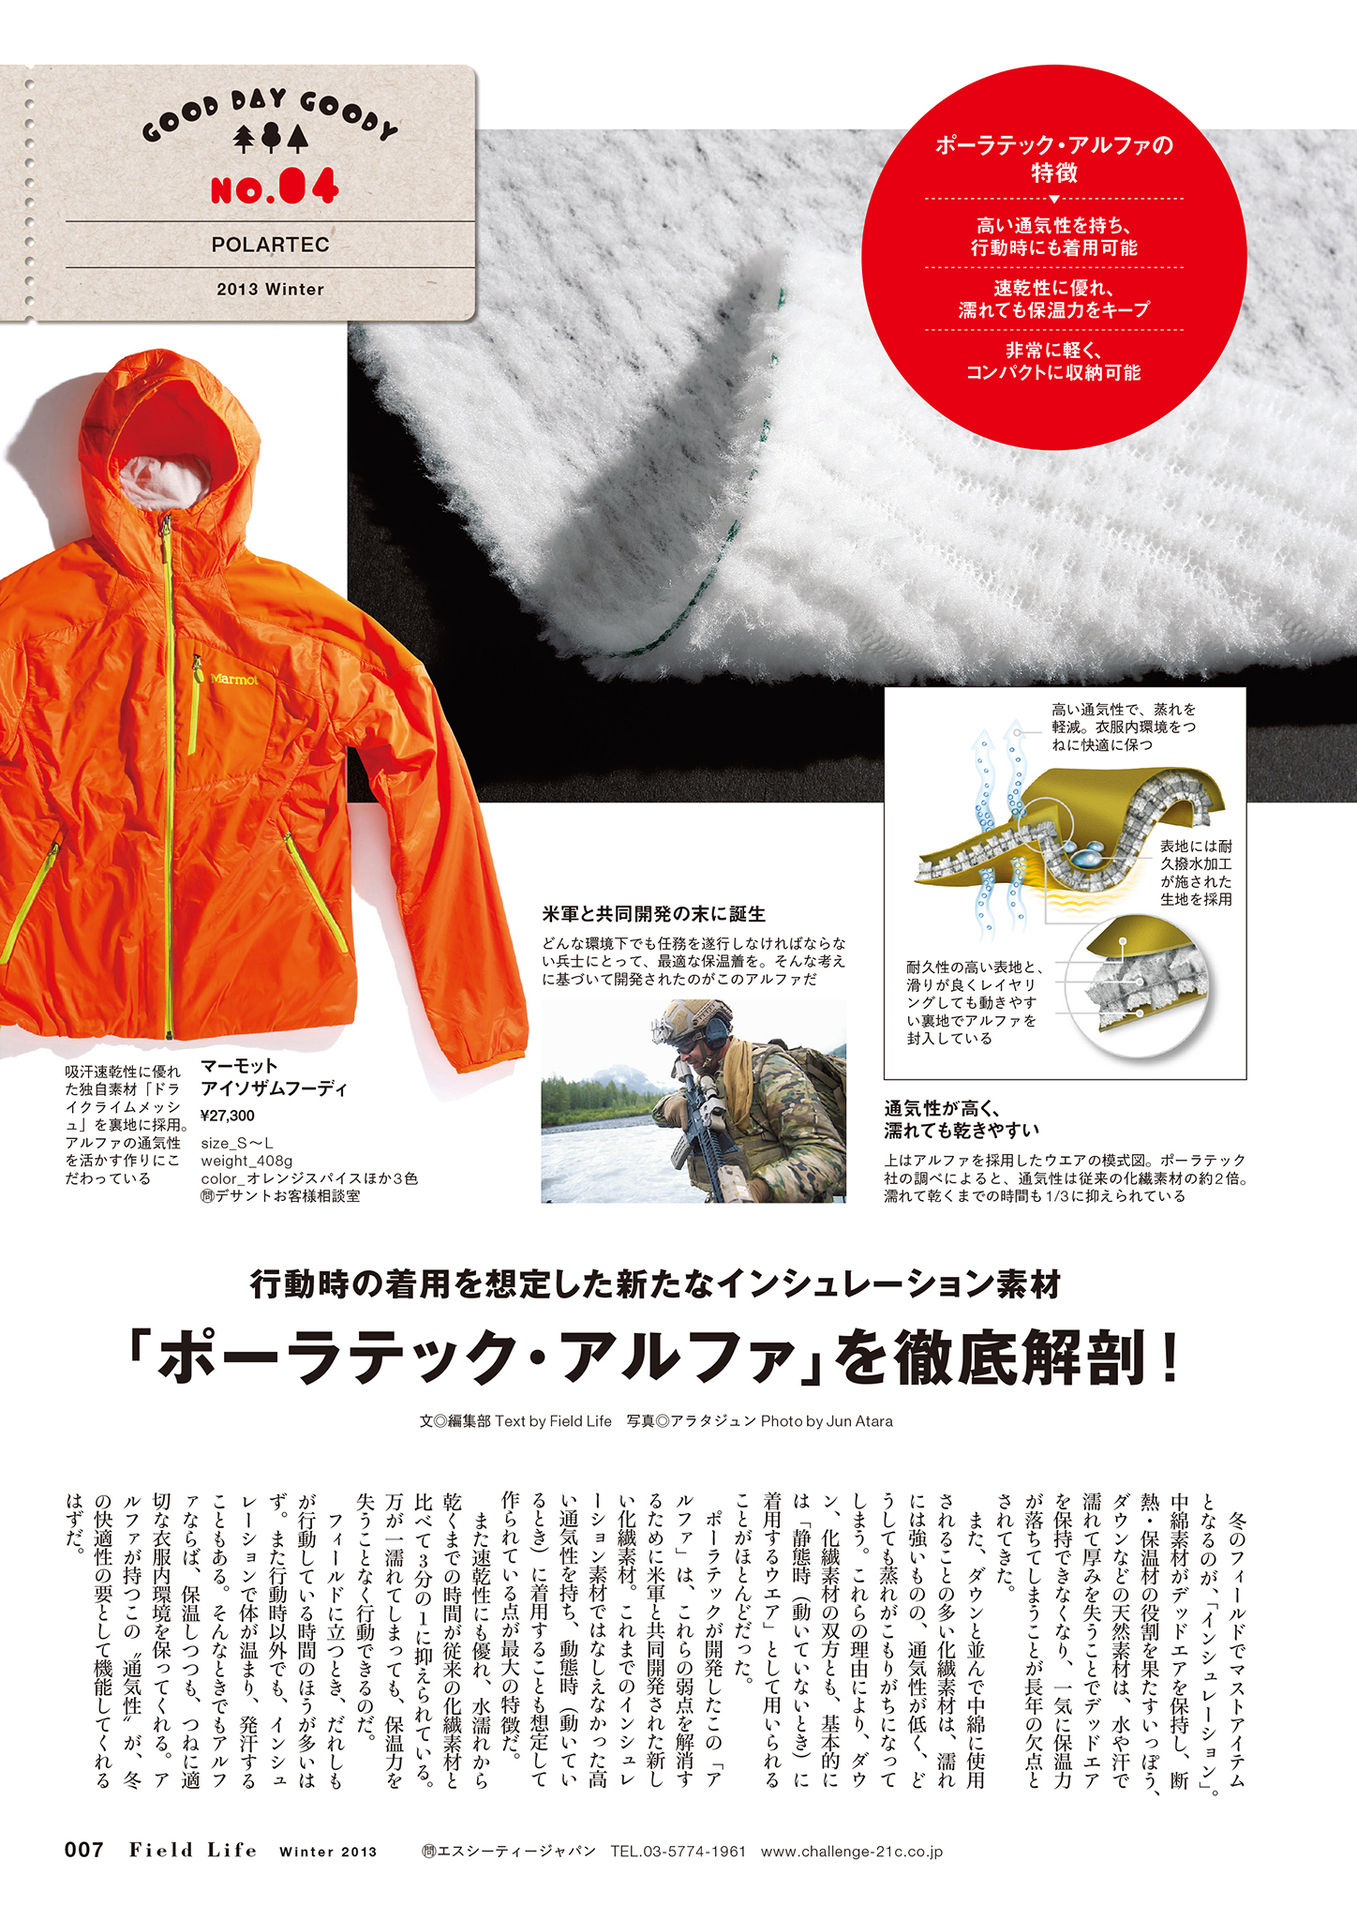 GOOD DAY GOODY
NO.04
POLARTEC
2013 Winter
ポーラテック・アルファの
特徴
高い通気性を持ち、
行動時にも着用可能
速乾性に優れ、
濡れても保温力をキープ
非常に軽く、
コンパクトに収納可能
Marmot
高い通気性で、蒸れを
軽減。衣服内環境をつ
ねに快適に保つ
表地には耐
久撥水加工
が施された
生地を採用
耐久性の高い表地と、
滑りが良くレイヤリ
ングしても動きやす
い裏地でアルファを
封入している
米軍と共同開発の末に誕生
どんな環境下でも任務を遂行しなければならな
い兵士にとって、最適な保温着を。そんな考え
に基づいて開発されたのがこのアルファだ
吸汗速乾性に優れ
た独自素材「ドラ
イクライムメッシ
ュ」を裏地に採用。
アルファの通気性
を活かす作りにこ
だわっている
マーモット
アイソザムフーディ
¥27,300
size_S〜L
weight_408g
color_オレンジスパイスほか3色
㉄デサントお客様相談室
通気性が高く、
濡れても乾きやすい
上はアルファを採用したウエアの模式図。ポーラテック
社の調べによると、通気性は従来の化繊素材の約2倍。
濡れて乾くまでの時間も1/3に抑えられている
行動時の着用を想定した新たなインシュレーション素材
「ポーラテック・アルファ」を徹底解剖!
文◎編集部 Text by Field Life 写真◎アラタジュン Photo by Jun Atara
冬のフィールドでマストアイテム
となるのが、「インシュレーション」。
中綿素材がデッドエアを保持し、断
熱・保温材の役割を果たすいっぽう、
ダウンなどの天然素材は、水や汗で
濡れて厚みを失うことでデッドエア
を保持できなくなり、一気に保温力
が落ちてしまうことが長年の欠点と
されてきた。
また、ダウンと並んで中綿に使用
されることの多い化繊素材は、濡れ
には強いものの、通気性が低く、ど
うしても蒸れがこもりがちになって
しまう。これらの理由により、ダウ
ン、化繊素材の双方とも、基本的に
は「静態時（動いていないとき）に
着用するウエア」として用いられる
ことがほとんどだった。
ポーラテックが開発したこの「ア
ルファ」は、これらの弱点を解消す
るために米軍と共同開発された新し
い化繊素材。これまでのインシュレ
ーション素材ではなしえなかった高
い通気性を持ち、動態時（動いてい
るとき）に着用することも想定して
作られている点が最大の特徴だ。
また速乾性にも優れ、水濡れから
乾くまでの時間が従来の化繊素材と
比べて3分の1に抑えられている。
万が一濡れてしまっても、保温力を
失うことなく行動できるのだ。
フィールドに立つとき、だれしも
が行動している時間のほうが多いは
ず。また行動時以外でも、インシュ
レーションで体が温まり、発汗する
こともある。そんなときでもアルフ
ァならば、保温しつつも、つねに適
切な衣服内環境を保ってくれる。ア
ルファが持つこの〝通気性〟が、冬
の快適性の要として機能してくれる
はずだ。
007 Field Life Winter 2013 ㉄エスシーティージャパン TEL.03-5774-1961 www.challenge-21c.co.jp